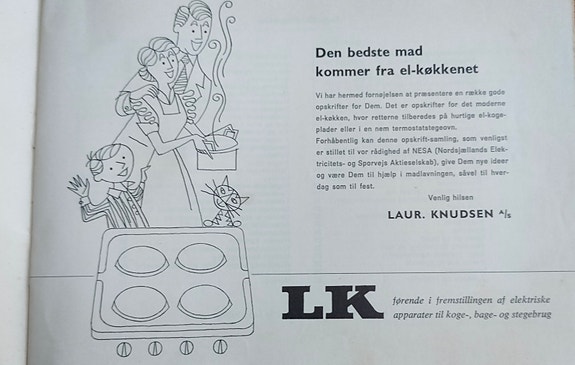 Den bedste mad
kommer fra el-køkkenet
Vi har hermed fornøjelsen at præsentere en række gode
opskrifter for Dem. Det er opskrifter for det moderne
el-køkken, hvor retterne tilberedes på hurtige el-koge-
plader eller i en nem termostatstegeovn.
Forhåbentlig kan denne opskrift-samling, som venligst
er stillet til vor rådighed af NESA (Nordsjællands Elek-
tricitets- og Sporvejs Aktieselskab), give Dem nye ideer
og være Dem til hjælp i madlavningen, såvel til hver-
dag som til fest.
Venlig hilsen
LAUR. KNUDSEN A/S
LK førende i fremstillingen af elektriske
apparater til koge-, bage- og stegebrug